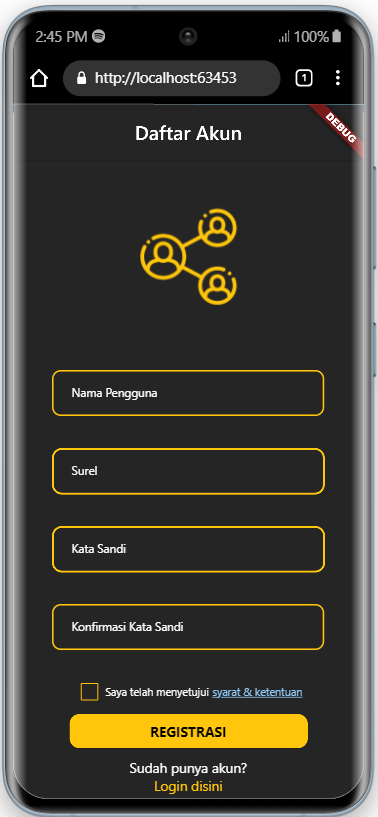 2:45 PM
100%
http://localhost:63453
1
DEBUG
Daftar Akun
Nama Pengguna
Surel
Kata Sandi
Konfirmasi Kata Sandi
Saya telah menyetujui syarat & ketentuan
REGISTRASI
Sudah punya akun?
Login disini